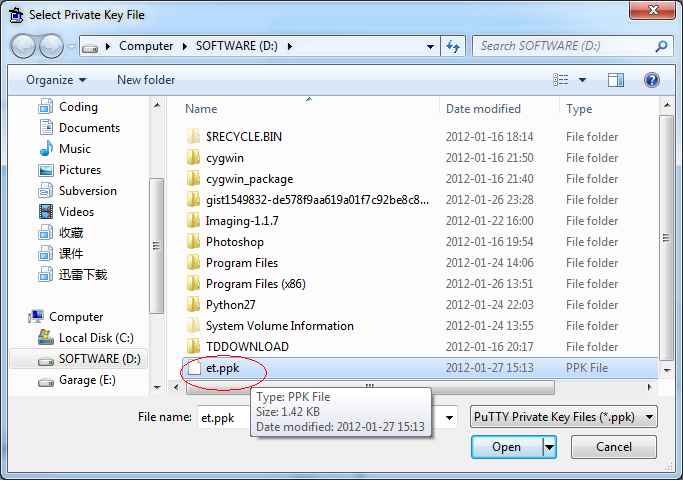 Select Private Key File
Computer SOFTWARE (D:) Search SOFTWARE (D:)
Organize New folder
Name Date modified Type
Coding
Documents
Music
Pictures
Subversion
Videos
收藏
课件
迅雷下载
Computer
Local Disk (C:)
SOFTWARE (D:)
Garage (E:)
$RECYCLE.BIN 2012-01-16 18:14 File folder
cygwin 2012-01-16 21:50 File folder
cygwin_package 2012-01-16 21:40 File folder
gist1549832-de578f9aa619a01f7c92be8c8... 2012-01-26 23:28 File folder
Imaging-1.1.7 2012-01-22 16:00 File folder
Photoshop 2012-01-16 19:54 File folder
Program Files 2012-01-24 14:06 File folder
Program Files (x86) 2012-01-26 13:51 File folder
Python27 2012-01-24 22:03 File folder
System Volume Information 2012-01-24 13:55 File folder
TDDOWNLOAD 2012-01-16 20:17 File folder
et.ppk 2012-01-27 15:13 PPK File
Type: PPK File
Size: 1.42 KB
Date modified: 2012-01-27 15:13
File name: et.ppk PuTTY Private Key Files (*.ppk)
Open Cancel